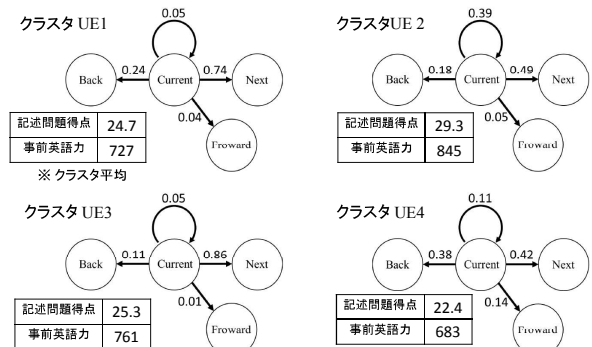 クラスタ UE1
0.05
Back
0.24
Current
0.74
Next
0.04
Froward
記述問題得点 24.7
事前英語力 727
※ クラスタ平均
クラスタUE 2
0.39
Back
0.18
Current
0.49
Next
0.05
Froward
記述問題得点 29.3
事前英語力 845
クラスタ UE3
0.05
Back
0.11
Current
0.86
Next
0.01
Froward
記述問題得点 25.3
事前英語力 761
クラスタ UE4
0.11
Back
0.38
Current
0.42
Next
0.14
Froward
記述問題得点 22.4
事前英語力 683